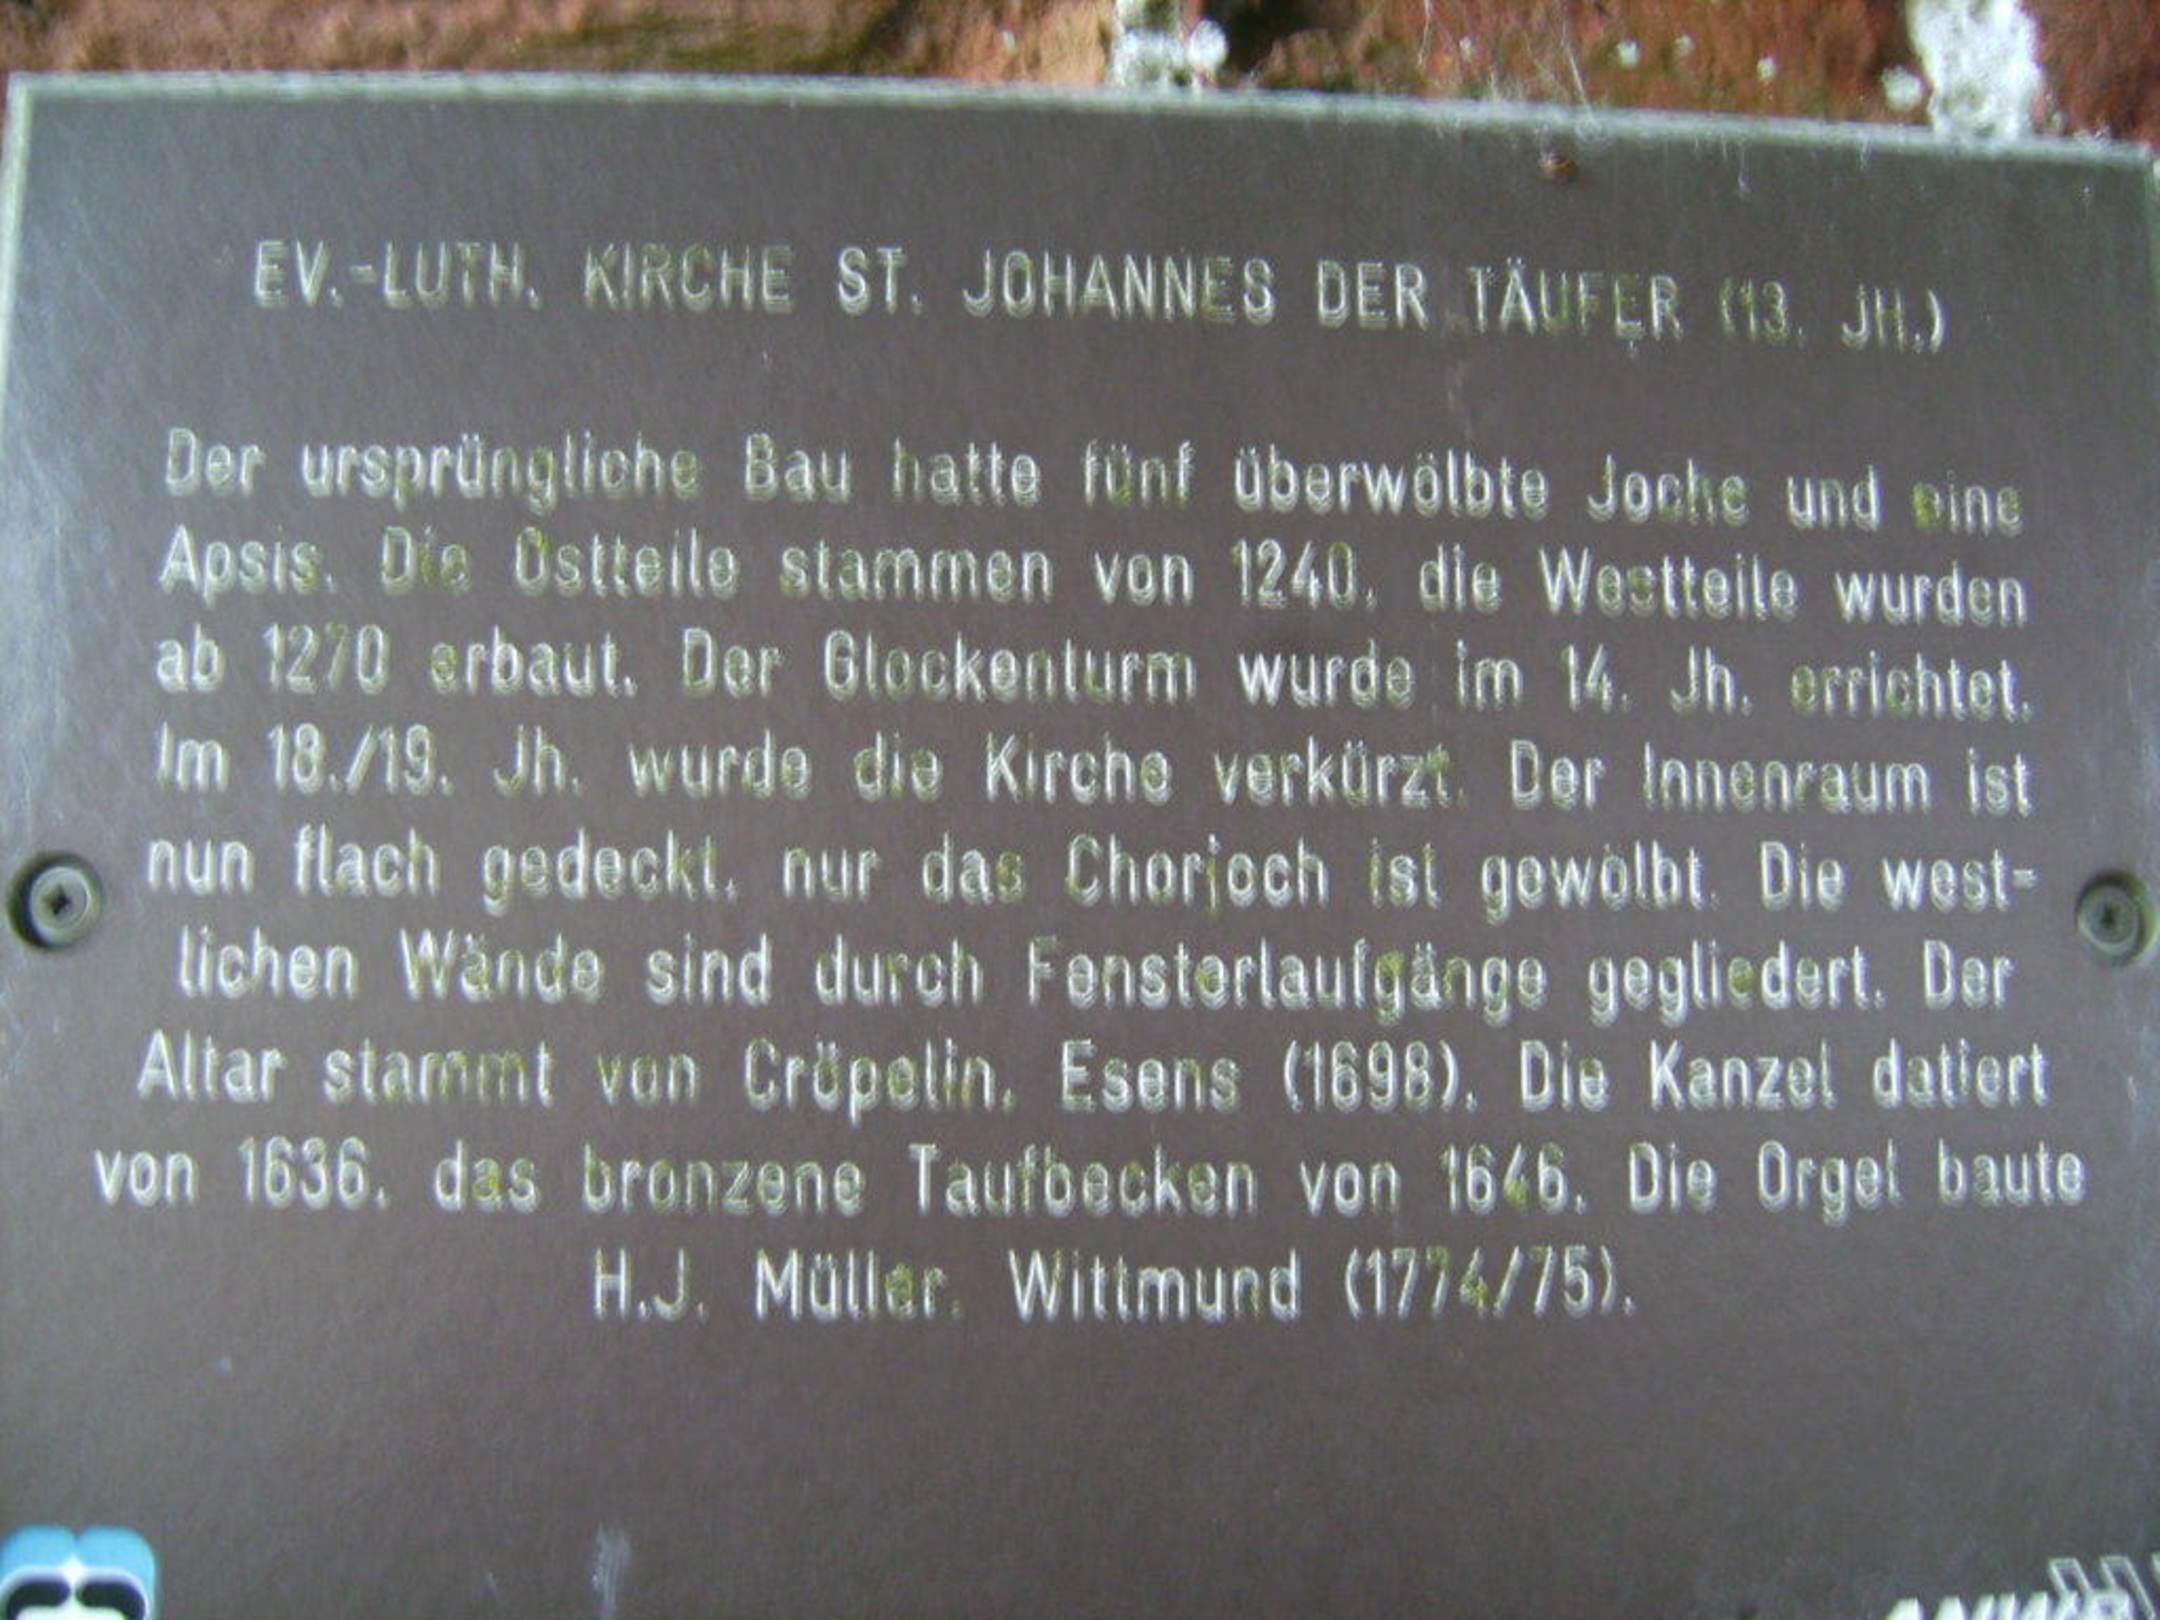 EV.-LUTH. KIRCHE ST. JOHANNES DER TÄUFER (13. JH.)
Der ursprüngliche Bau hatte fünf überwölbte Joche und eine
Apsis. Die Ostteile stammen von 1240, die Westteile wurden
ab 1270 erbaut. Der Glockenturm wurde im 14. Jh. errichtet.
Im 18./19. Jh. wurde die Kirche verkürzt. Der Innenraum ist
nun flach gedeckt, nur das Chorjoch ist gewölbt. Die west-
lichen Wände sind durch Fensterlaufgänge gegliedert. Der
Altar stammt von Cröpelin, Esens (1698). Die Kanzel datiert
von 1636, das bronzene Taufbecken von 1646. Die Orgel baute
H.J. Müller, Wittmund (1774/75).